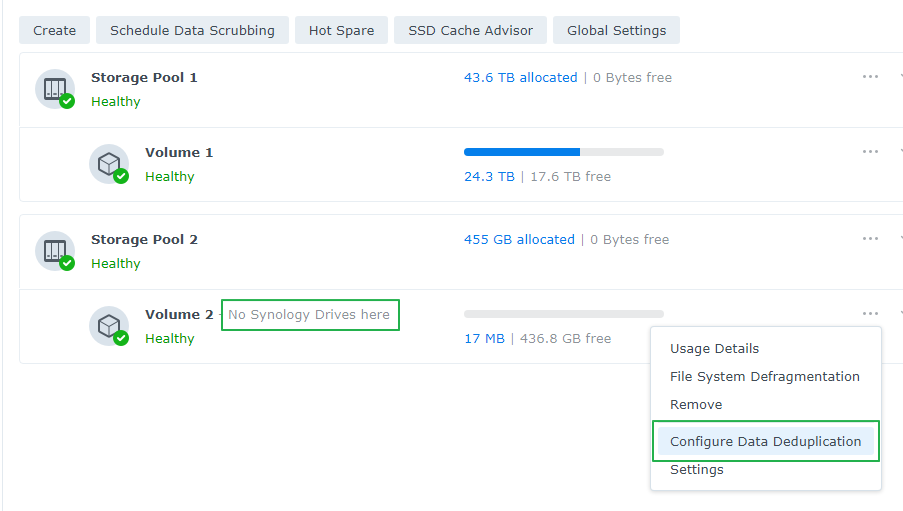 Create Schedule Data Scrubbing Hot Spare SSD Cache Advisor Global Settings
Storage Pool 1 43.6 TB allocated | 0 Bytes free
Healthy
Volume 1
Healthy 24.3 TB | 17.6 TB free
Storage Pool 2 455 GB allocated | 0 Bytes free
Healthy
Volume 2 - No Synology Drives here
Healthy 17 MB | 436.8 GB free
Usage Details
File System Defragmentation
Remove
Configure Data Deduplication
Settings